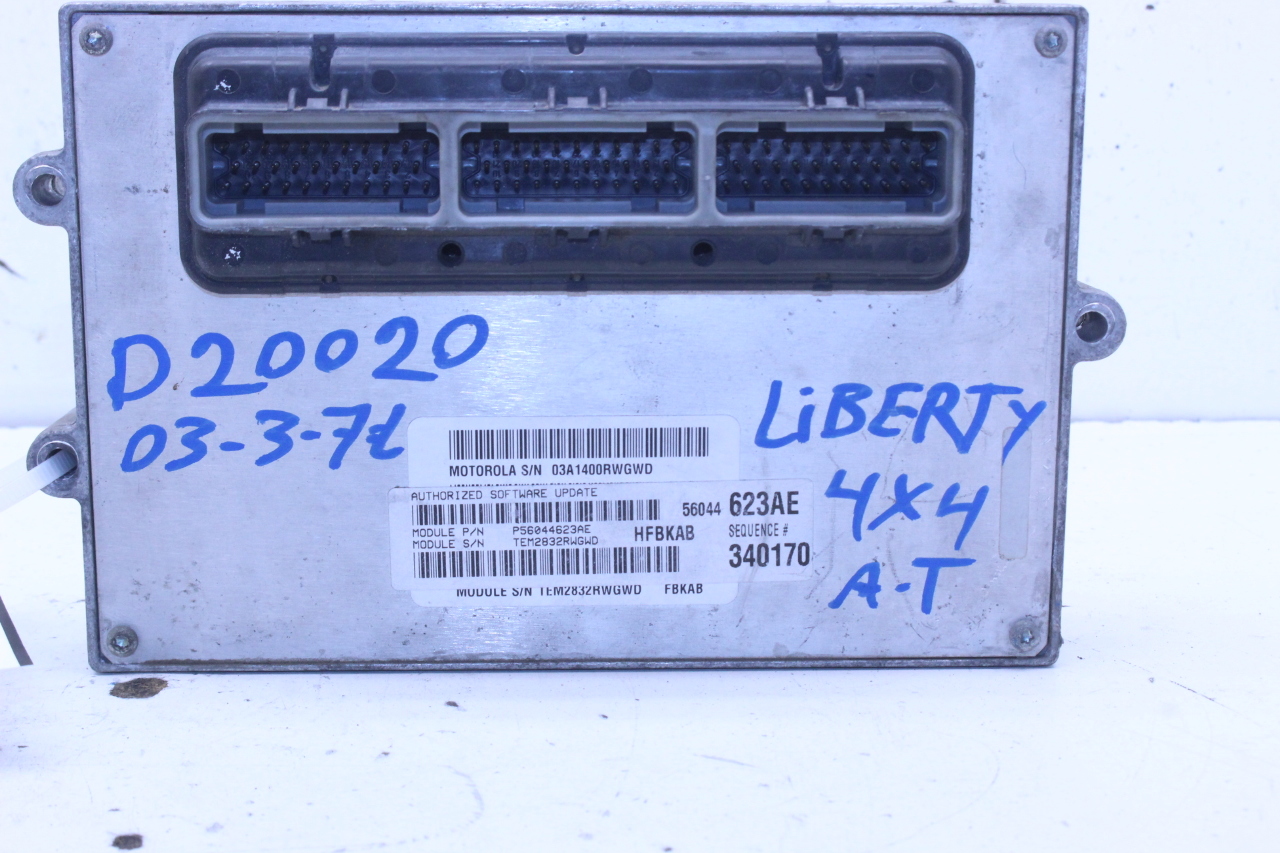 D20020
03-3-7L
LiBERTY
4X4
A-T
MOTOROLA S/N 03A1400RWGWD
AUTHORIZED SOFTWARE UPDATE
56044 623AE
MODULE P/N P56044623AE HFBKAB SEQUENCE #
MODULE S/N TEM2832RWGWD
340170
MODULE S/N TEM2832RWGWD FBKAB